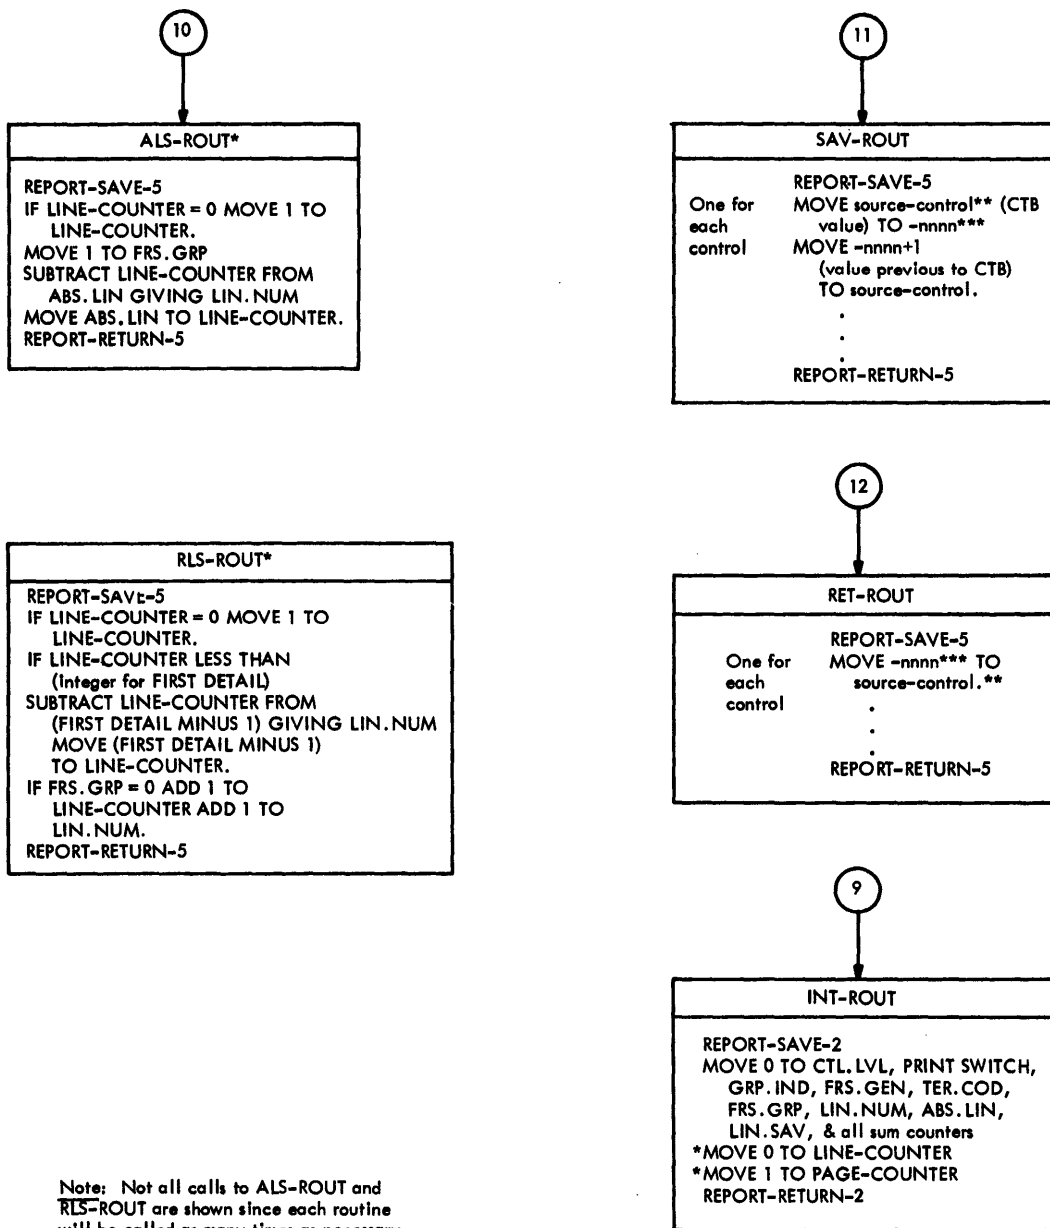 10
ALS-ROUT*
REPORT-SAVE-5
IF LINE-COUNTER = 0 MOVE 1 TO
LINE-COUNTER.
MOVE 1 TO FRS.GRP
SUBTRACT LINE-COUNTER FROM
ABS.LIN GIVING LIN.NUM
MOVE ABS.LIN TO LINE-COUNTER.
REPORT-RETURN-5
11
SAV-ROUT
REPORT-SAVE-5
One for each control
MOVE source-control** (CTB
value) TO -nnnn***
MOVE -nnnn+1
(value previous to CTB)
TO source-control.
.
.
.
REPORT-RETURN-5
RLS-ROUT*
REPORT-SAVE-5
IF LINE-COUNTER = 0 MOVE 1 TO
LINE-COUNTER.
IF LINE-COUNTER LESS THAN
(Integer for FIRST DETAIL)
SUBTRACT LINE-COUNTER FROM
(FIRST DETAIL MINUS 1) GIVING LIN.NUM
MOVE (FIRST DETAIL MINUS 1)
TO LINE-COUNTER.
IF FRS.GRP = 0 ADD 1 TO
LINE-COUNTER ADD 1 TO
LIN.NUM.
REPORT-RETURN-5
12
RET-ROUT
REPORT-SAVE-5
One for each control
MOVE -nnnn*** TO
source-control.**
.
.
.
REPORT-RETURN-5
9
INT-ROUT
REPORT-SAVE-2
MOVE 0 TO CTL.LVL, PRINT SWITCH,
GRP.IND, FRS.GEN, TER.COD,
FRS.GRP, LIN.NUM, ABS.LIN,
LIN.SAV, & all sum counters
*MOVE 0 TO LINE-COUNTER
*MOVE 1 TO PAGE-COUNTER
REPORT-RETURN-2
Note: Not all calls to ALS-ROUT and
RLS-ROUT are shown since each routine
will be called as many times as necessary